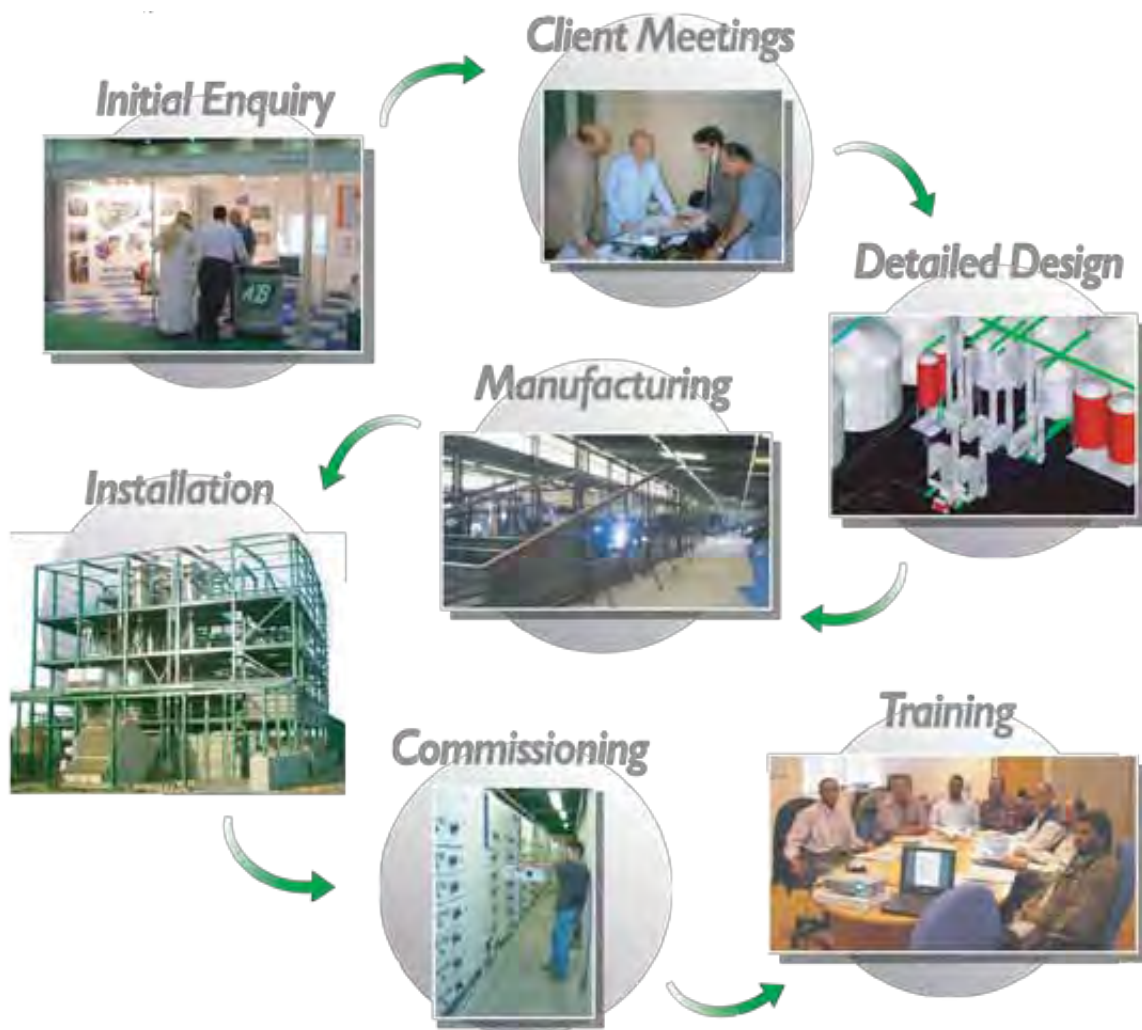 Initial Enquiry
Client Meetings
Detailed Design
Manufacturing
Installation
Commissioning
Training